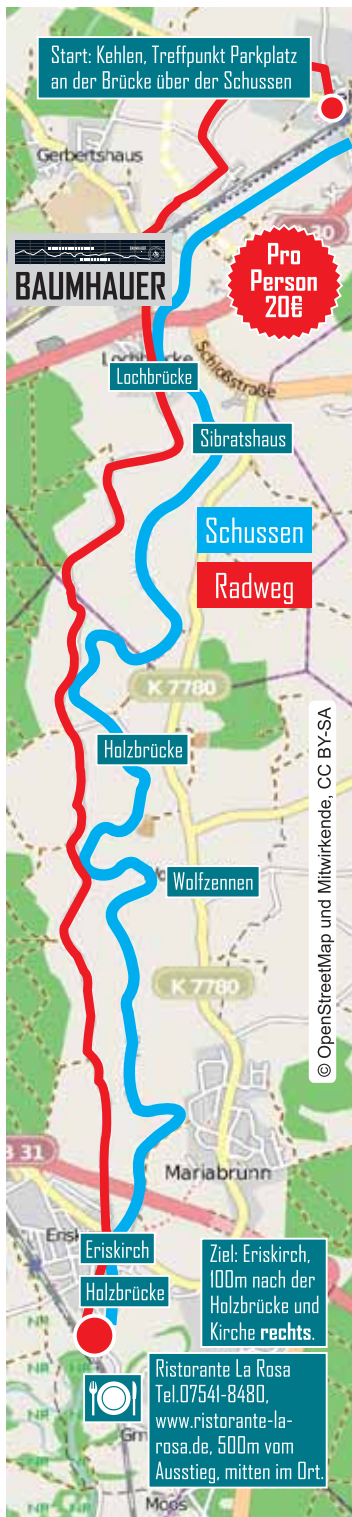 Start: Kehlen, Treffpunkt Parkplatz
an der Brücke über der Schussen
Gerbertshaus
30
BAUMHAUER
Pro
Person
20€
Lochbrücke
Schloßstraße
Sibratshaus
Schussen
Radweg
K 7780
Holzbrücke
Wolfzennen
K 7780
© OpenStreetMap und Mitwirkende, CC BY-SA
Mariabrunn
B 31
Eriskirch
Holzbrücke
Ziel: Eriskirch,
100m nach der
Holzbrücke und
Kirche rechts.
Ristorante La Rosa
Tel.07541-8480,
www.ristorante-la-
rosa.de, 500m vom
Ausstieg, mitten im Ort.
Moos